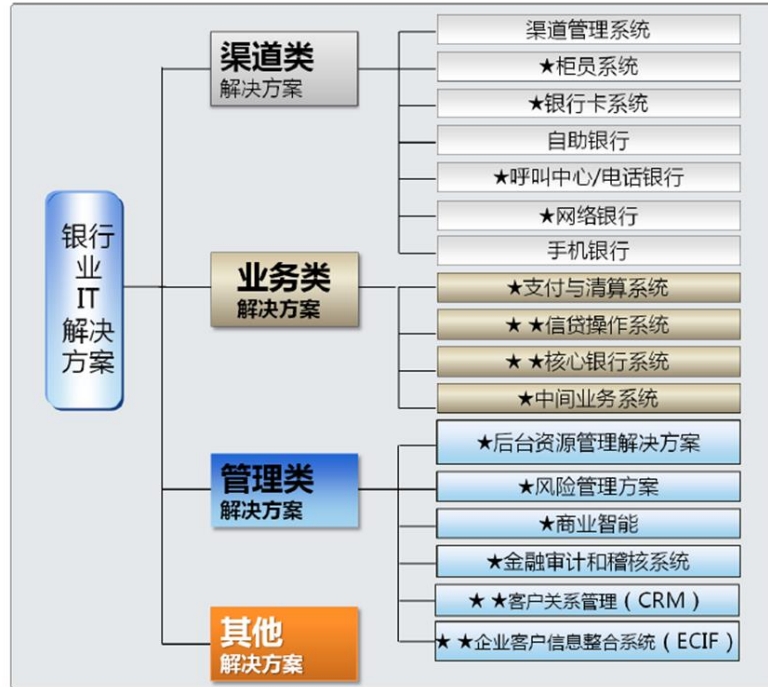 银行
业
IT
解决
方案
渠道类
解决方案
渠道管理系统
★柜员系统
★银行卡系统
自助银行
★呼叫中心/电话银行
★网络银行
手机银行
业务类
解决方案
★支付与清算系统
★ ★信贷操作系统
★ ★核心银行系统
★中间业务系统
管理类
解决方案
★后台资源管理解决方案
★风险管理方案
★商业智能
★金融审计和稽核系统
★ ★客户关系管理（CRM）
★ ★企业客户信息整合系统（ECIF）
其他
解决方案